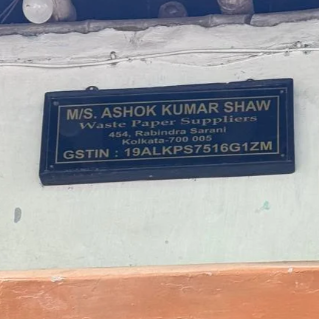 M/S. ASHOK KUMAR SHAW
Waste Paper Suppliers
454, Rabindra Sarani
Kolkata-700 005
GSTIN : 19ALKPS7516G1ZM